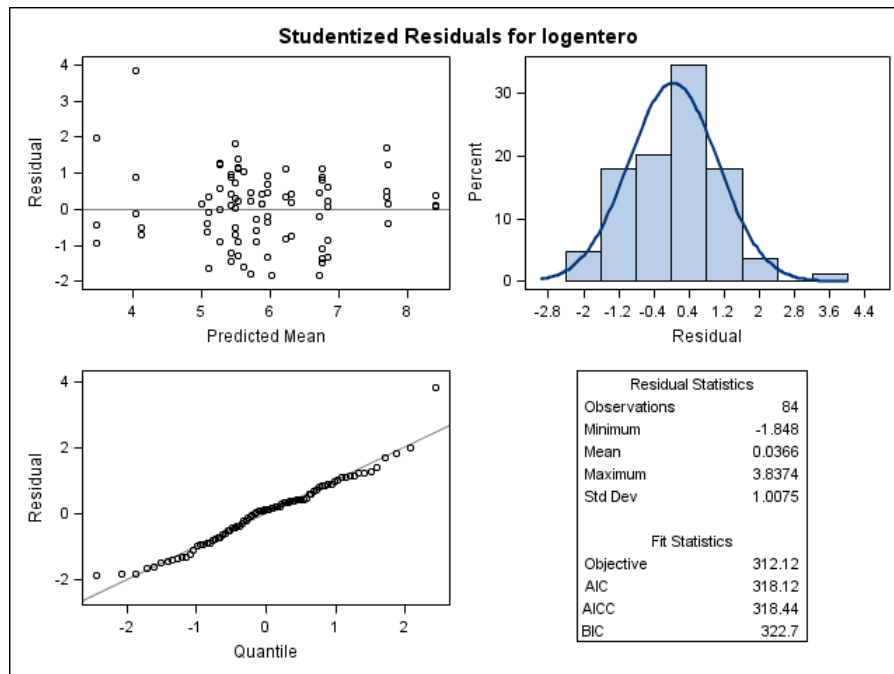 Studentized Residuals for logentero
4
3
2
1
0
-1
-2
Residual
4 5 6 7 8
Predicted Mean
30
20
10
0
Percent
-2.8 -2 -1.2 -0.4 0.4 1.2 2 2.8 3.6 4.4
Residual
4
2
0
-2
Residual
-2 -1 0 1 2
Quantile
Residual Statistics
Observations 84
Minimum -1.848
Mean 0.0366
Maximum 3.8374
Std Dev 1.0075
Fit Statistics
Objective 312.12
AIC 318.12
AICC 318.44
BIC 322.7